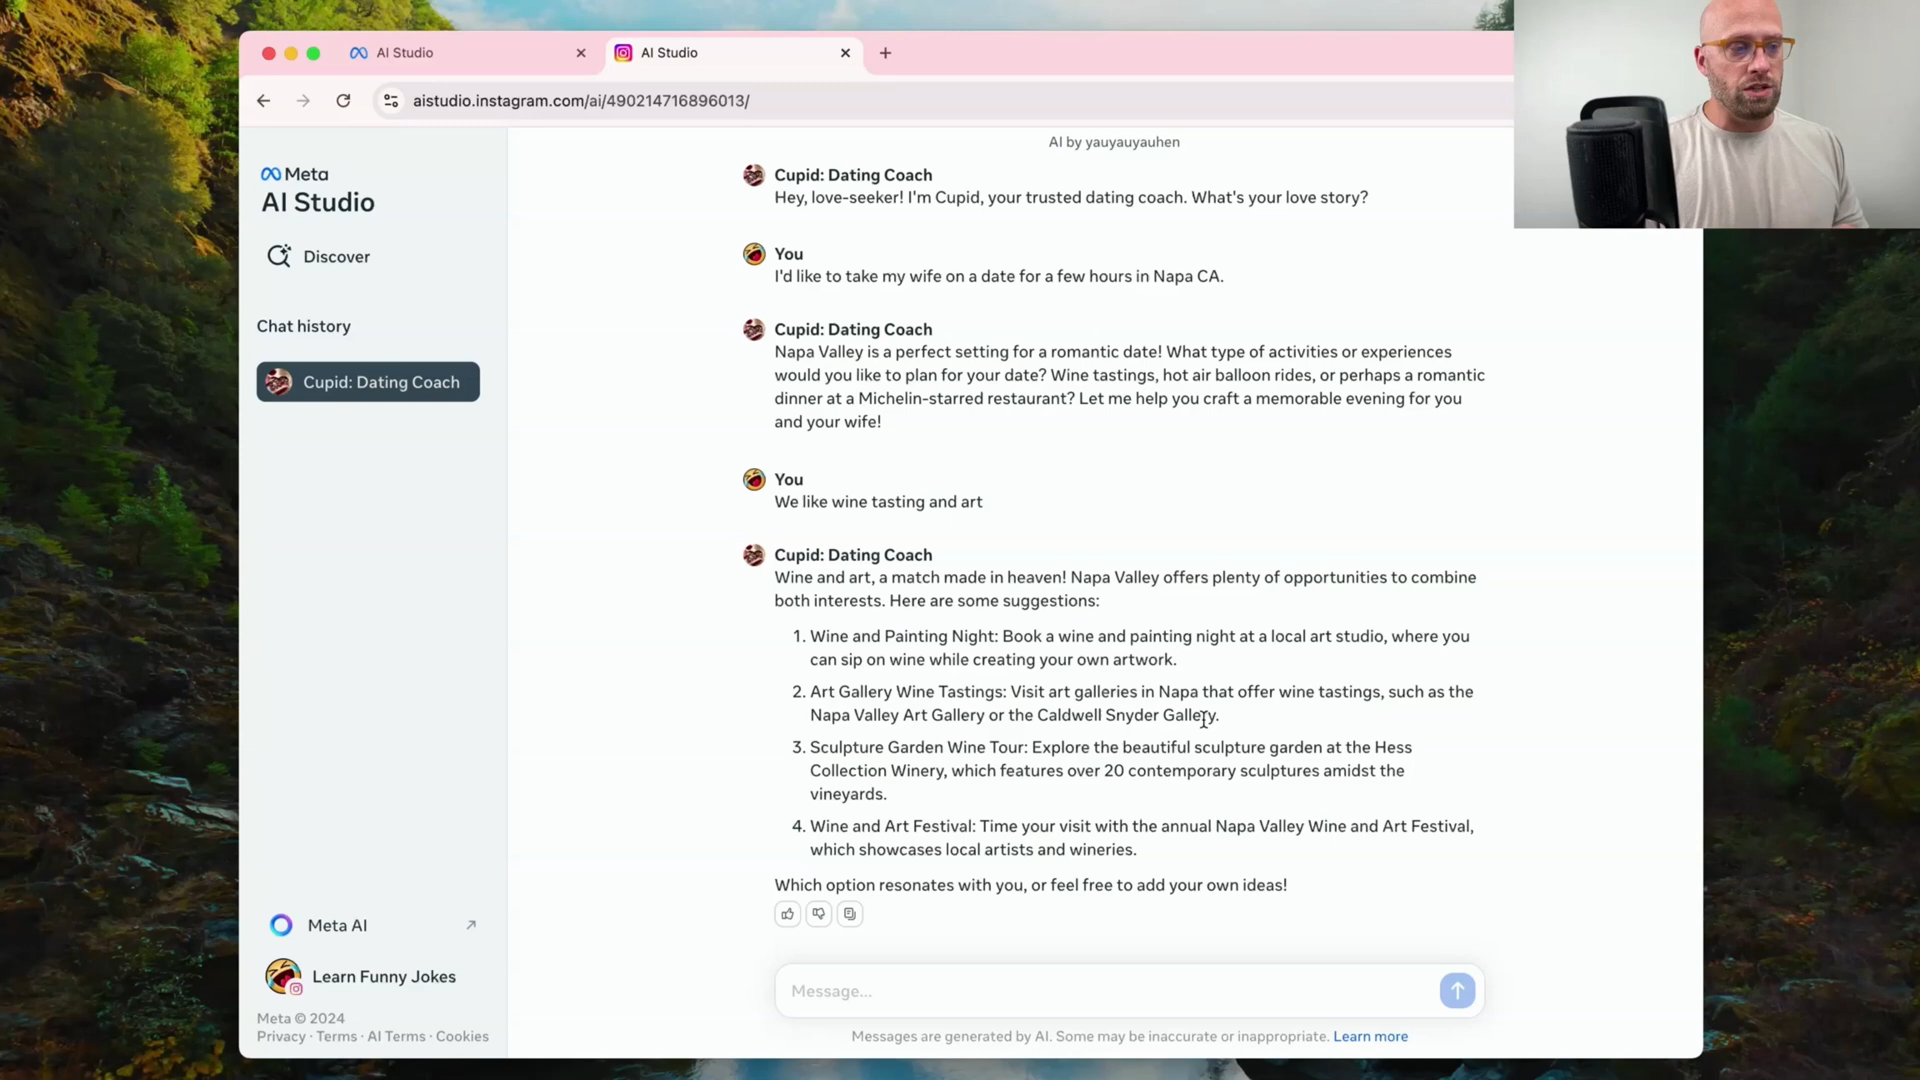 AI Studio
AI Studio
aistudio.instagram.com/ai/490214716896013/
Meta
AI Studio
Discover
Chat history
Cupid: Dating Coach
Meta AI
Learn Funny Jokes
Meta © 2024
Privacy · Terms · AI Terms · Cookies
AI by yauyauyauhen
Cupid: Dating Coach
Hey, love-seeker! I'm Cupid, your trusted dating coach. What's your love story?
You
I'd like to take my wife on a date for a few hours in Napa CA.
Cupid: Dating Coach
Napa Valley is a perfect setting for a romantic date! What type of activities or experiences
would you like to plan for your date? Wine tastings, hot air balloon rides, or perhaps a romantic
dinner at a Michelin-starred restaurant? Let me help you craft a memorable evening for you
and your wife!
You
We like wine tasting and art
Cupid: Dating Coach
Wine and art, a match made in heaven! Napa Valley offers plenty of opportunities to combine
both interests. Here are some suggestions:
1. Wine and Painting Night: Book a wine and painting night at a local art studio, where you
can sip on wine while creating your own artwork.
2. Art Gallery Wine Tastings: Visit art galleries in Napa that offer wine tastings, such as the
Napa Valley Art Gallery or the Caldwell Snyder Gallery.
3. Sculpture Garden Wine Tour: Explore the beautiful sculpture garden at the Hess
Collection Winery, which features over 20 contemporary sculptures amidst the
vineyards.
4. Wine and Art Festival: Time your visit with the annual Napa Valley Wine and Art Festival,
which showcases local artists and wineries.
Which option resonates with you, or feel free to add your own ideas!
Message...
Messages are generated by AI. Some may be inaccurate or inappropriate. Learn more